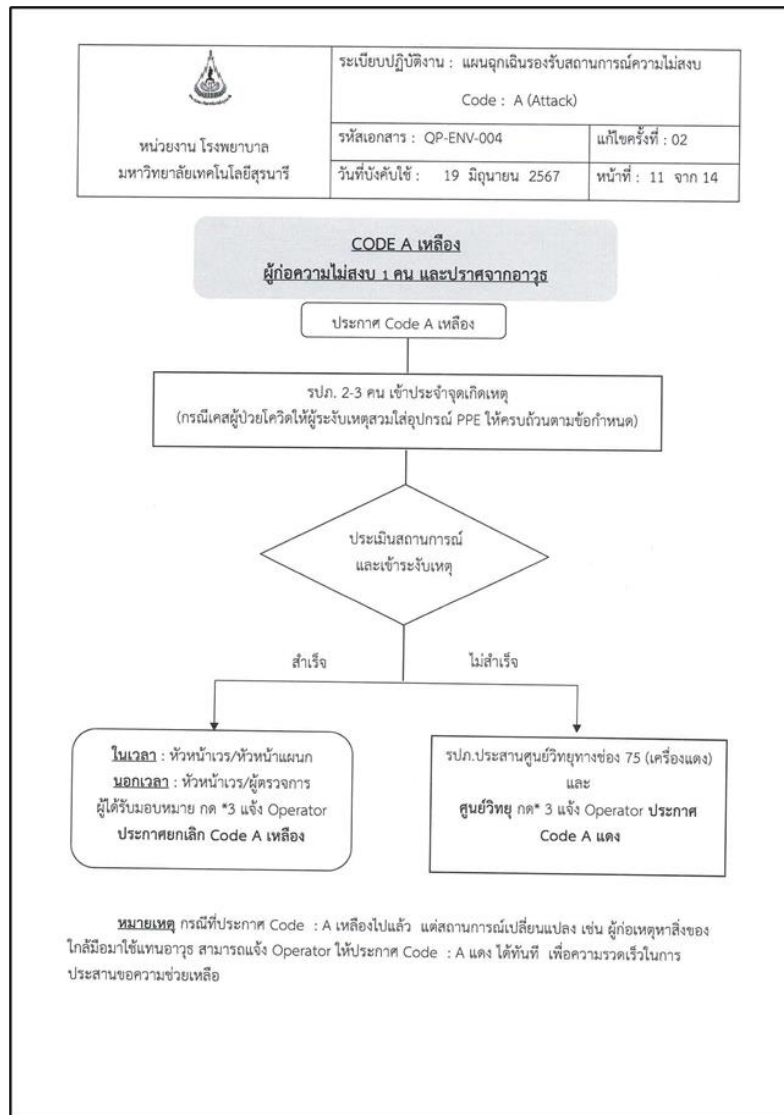 ระเบียบปฏิบัติงาน : แผนฉุกเฉินรองรับสถานการณ์ความไม่สงบ
Code : A (Attack)
หน่วยงาน โรงพยาบาล
มหาวิทยาลัยเทคโนโลยีสุรนารี
รหัสเอกสาร : QP-ENV-004
แก้ไขครั้งที่ : 02
วันที่บังคับใช้ : 19 มิถุนายน 2567
หน้าที่ : 11 จาก 14
CODE A เหลือง
ผู้ก่อความไม่สงบ 1 คน และปราศจากอาวุธ
ประกาศ Code A เหลือง
รปภ. 2-3 คน เข้าประจำจุดเกิดเหตุ
(กรณีเคสผู้ป่วยโควิดให้ผู้ระงับเหตุสวมใส่อุปกรณ์ PPE ให้ครบถ้วนตามข้อกำหนด)
ประเมินสถานการณ์
และเข้าระงับเหตุ
สำเร็จ
ไม่สำเร็จ
ในเวลา : หัวหน้าเวร/หัวหน้าแผนก
นอกเวลา : หัวหน้าเวร/ผู้ตรวจการ
ผู้ได้รับมอบหมาย กด *3 แจ้ง Operator
ประกาศยกเลิก Code A เหลือง
รปภ.ประสานศูนย์วิทยุทางช่อง 75 (เครื่องแดง)
และ
ศูนย์วิทยุ กด* 3 แจ้ง Operator ประกาศ
Code A แดง
หมายเหตุ กรณีที่ประกาศ Code : A เหลืองไปแล้ว แต่สถานการณ์เปลี่ยนแปลง เช่น ผู้ก่อเหตุหาสิ่งของ
ใกล้มือมาใช้แทนอาวุธ สามารถแจ้ง Operator ให้ประกาศ Code : A แดง ได้ทันที เพื่อความรวดเร็วในการ
ประสานขอความช่วยเหลือ